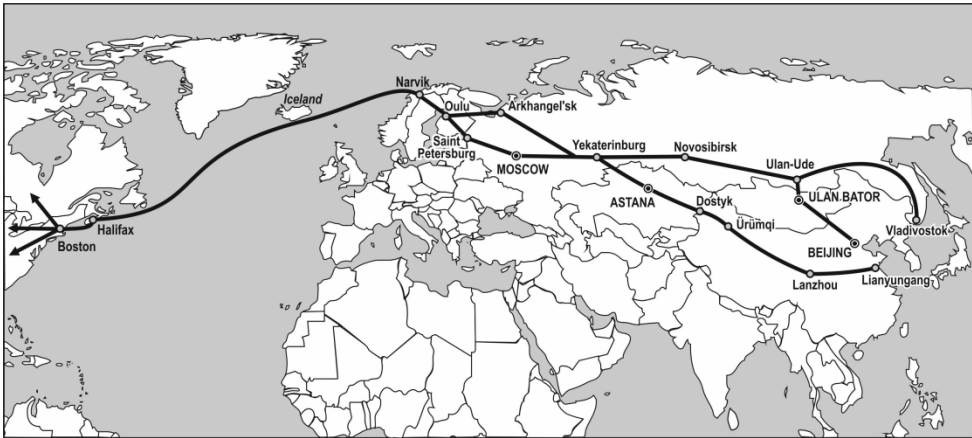 Narvik
Iceland
Oulu
Arkhangel'sk
Saint
Petersburg
MOSCOW
Yekaterinburg
Novosibirsk
Ulan-Ude
ASTANA
ULAN BATOR
Dostyk
Ürümqi
Vladivostok
BEIJING
Lanzhou
Lianyungang
Halifax
Boston